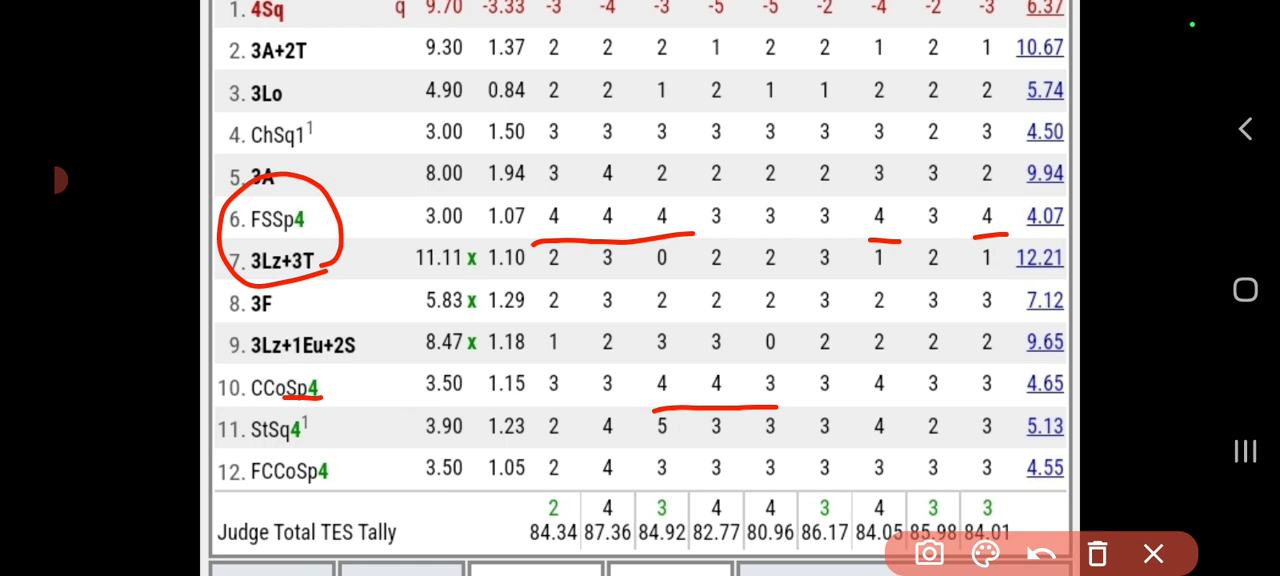 1. 4Sq q 9.70 -3.33 -3 -4 -3 -5 -5 -2 -4 -2 -3 6.37
2. 3A+2T 9.30 1.37 2 2 2 1 2 2 1 2 1 10.67
3. 3Lo 4.90 0.84 2 2 1 2 1 1 2 2 2 5.74
4. ChSq1¹ 3.00 1.50 3 3 3 3 3 3 3 2 3 4.50
5. 3A 8.00 1.94 3 4 2 2 2 2 3 3 2 9.94
6. FSSp4 3.00 1.07 4 4 4 3 3 3 4 3 4 4.07
7. 3Lz+3T 11.11 x 1.10 2 3 0 2 2 3 1 2 1 12.21
8. 3F 5.83 x 1.29 2 3 2 2 2 3 2 3 3 7.12
9. 3Lz+1Eu+2S 8.47 x 1.18 1 2 3 3 0 2 2 2 2 9.65
10. CCoSp4 3.50 1.15 3 3 4 4 3 3 4 3 3 4.65
11. StSq4¹ 3.90 1.23 2 4 5 3 3 3 4 2 3 5.13
12. FCCoSp4 3.50 1.05 2 4 3 3 3 3 3 3 3 4.55
2 4 3 4 4 3 4 3 3
Judge Total TES Tally 84.34 87.36 84.92 82.77 80.96 86.17 84.05 85.98 84.01